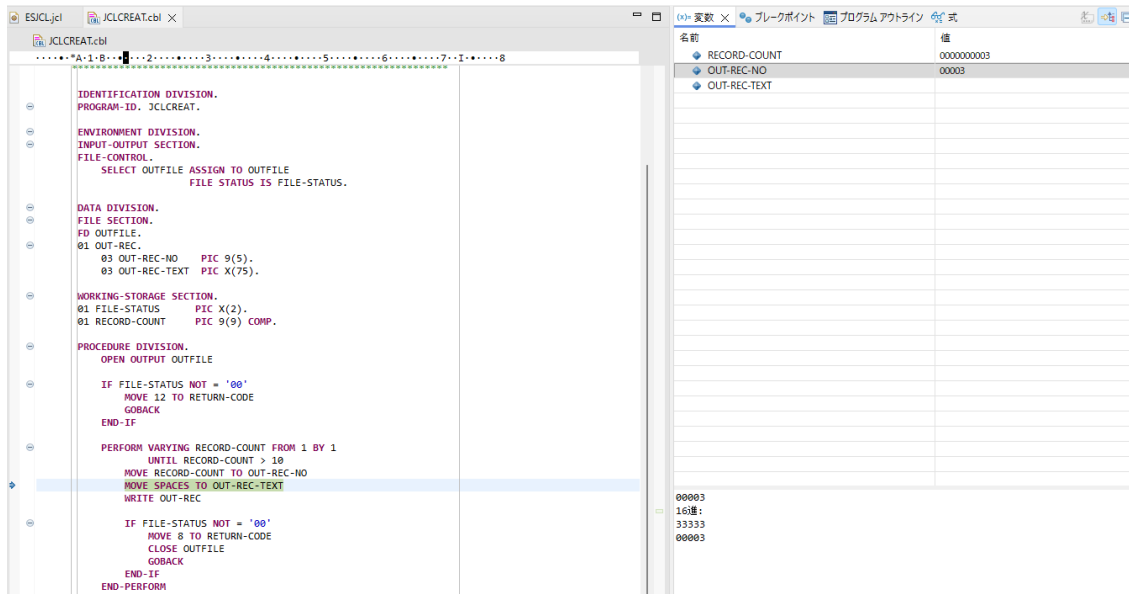 ESJCL.jcl JCLCREAT.cbl
JCLCREAT.cbl
····•·*A·1·B··•····2····•····3····•····4····•····5····•····6····•····7··I·•····8
***************************************************************
IDENTIFICATION DIVISION.
PROGRAM-ID. JCLCREAT.
ENVIRONMENT DIVISION.
INPUT-OUTPUT SECTION.
FILE-CONTROL.
SELECT OUTFILE ASSIGN TO OUTFILE
FILE STATUS IS FILE-STATUS.
DATA DIVISION.
FILE SECTION.
FD OUTFILE.
01 OUT-REC.
03 OUT-REC-NO PIC 9(5).
03 OUT-REC-TEXT PIC X(75).
WORKING-STORAGE SECTION.
01 FILE-STATUS PIC X(2).
01 RECORD-COUNT PIC 9(9) COMP.
PROCEDURE DIVISION.
OPEN OUTPUT OUTFILE
IF FILE-STATUS NOT = '00'
MOVE 12 TO RETURN-CODE
GOBACK
END-IF
PERFORM VARYING RECORD-COUNT FROM 1 BY 1
UNTIL RECORD-COUNT > 10
MOVE RECORD-COUNT TO OUT-REC-NO
MOVE SPACES TO OUT-REC-TEXT
WRITE OUT-REC
IF FILE-STATUS NOT = '00'
MOVE 8 TO RETURN-CODE
CLOSE OUTFILE
GOBACK
END-IF
END-PERFORM
(x)= 変数 ブレークポイント プログラム アウトライン 式
名前 値
RECORD-COUNT 0000000003
OUT-REC-NO 00003
OUT-REC-TEXT
00003
16進:
33333
00003